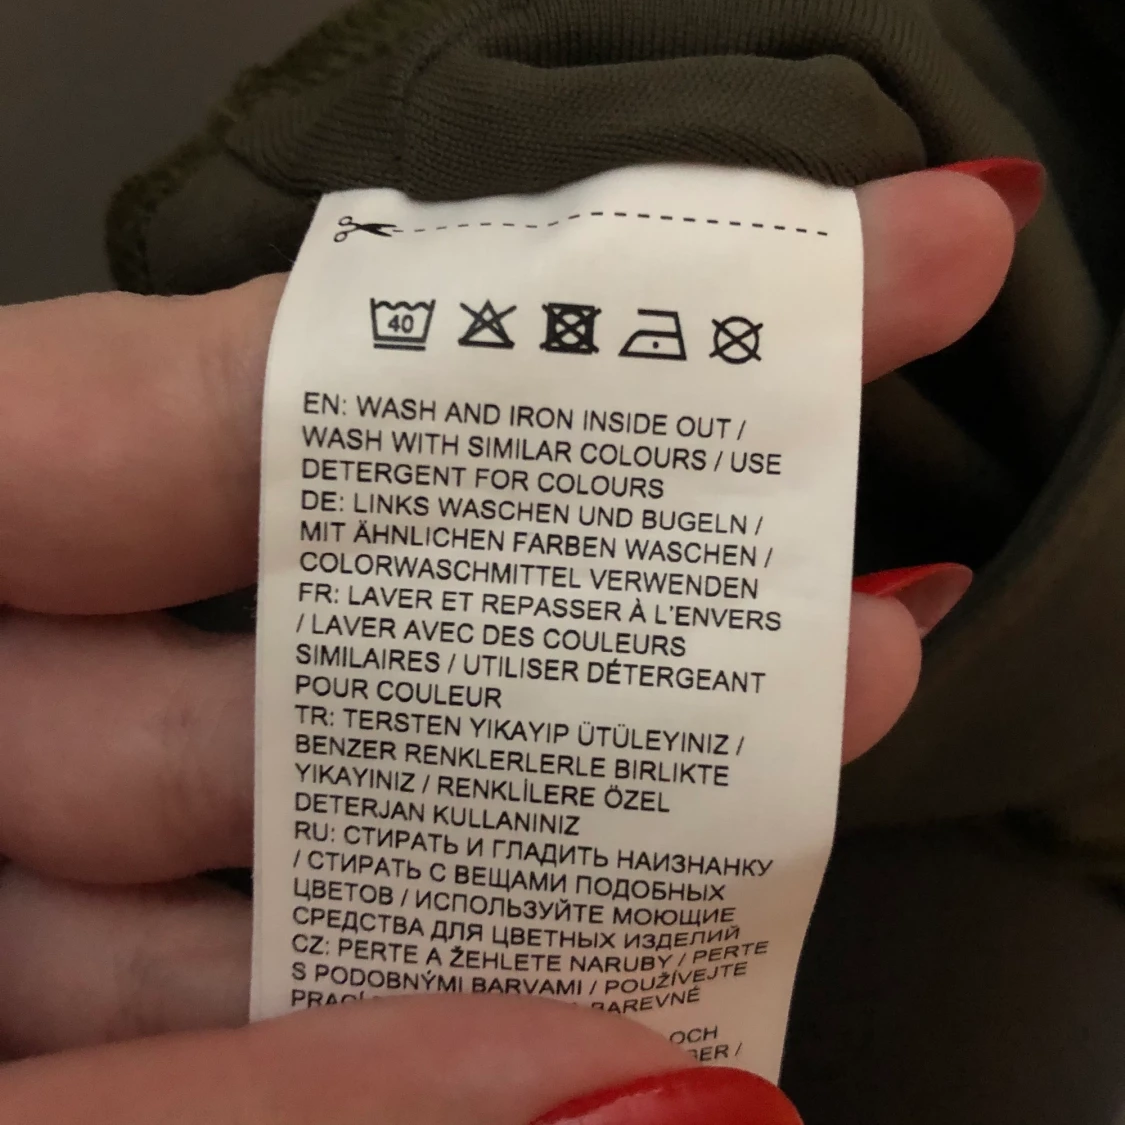 40
EN: WASH AND IRON INSIDE OUT /
WASH WITH SIMILAR COLOURS / USE
DETERGENT FOR COLOURS
DE: LINKS WASCHEN UND BUGELN /
MIT ÄHNLICHEN FARBEN WASCHEN /
COLORWASCHMITTEL VERWENDEN
FR: LAVER ET REPASSER À L'ENVERS
/ LAVER AVEC DES COULEURS
SIMILAIRES / UTILISER DÉTERGEANT
POUR COULEUR
TR: TERSTEN YIKAYIP ÜTÜLEYINIZ /
BENZER RENKLERLERLE BIRLIKTE
YIKAYINIZ / RENKLİLERE ÖZEL
DETERJAN KULLANINIZ
RU: СТИРАТЬ И ГЛАДИТЬ НАИЗНАНКУ
/ СТИРАТЬ С ВЕЩАМИ ПОДОБНЫХ
ЦВЕТОВ / ИСПОЛЬЗУЙТЕ МОЮЩИЕ
СРЕДСТВА ДЛЯ ЦВЕТНЫХ ИЗДЕЛИЙ
CZ: PERTE A ŽEHLETE NARUBY / PERTE
S PODOBNÝMI BARVAMI / POUŽÍVEJTE
BAREVNÉ
OCH